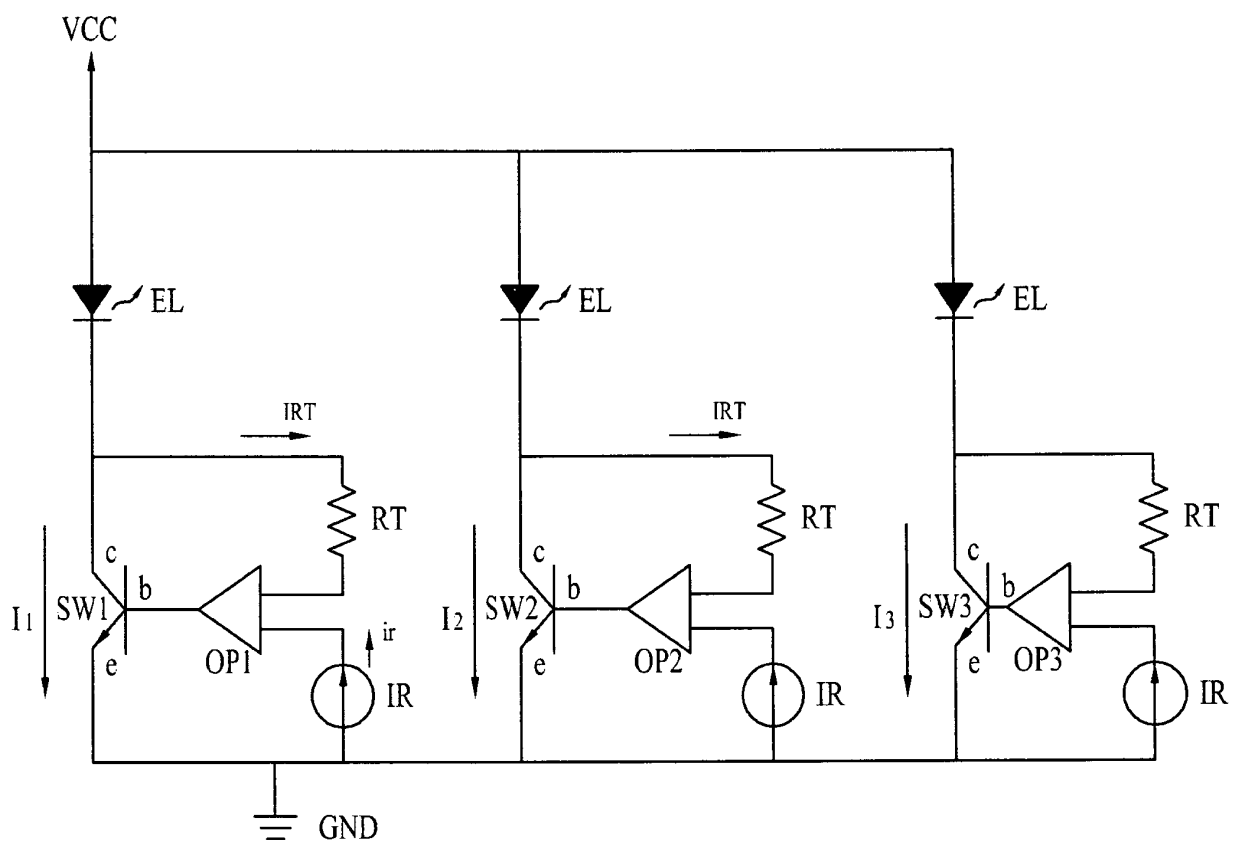 VCC
EL
EL
EL
IRT
IRT
RT
RT
RT
c
c
c
b
b
b
SW1
SW2
SW3
I1
I2
I3
e
e
e
OP1
OP2
OP3
ir
IR
IR
IR
GND